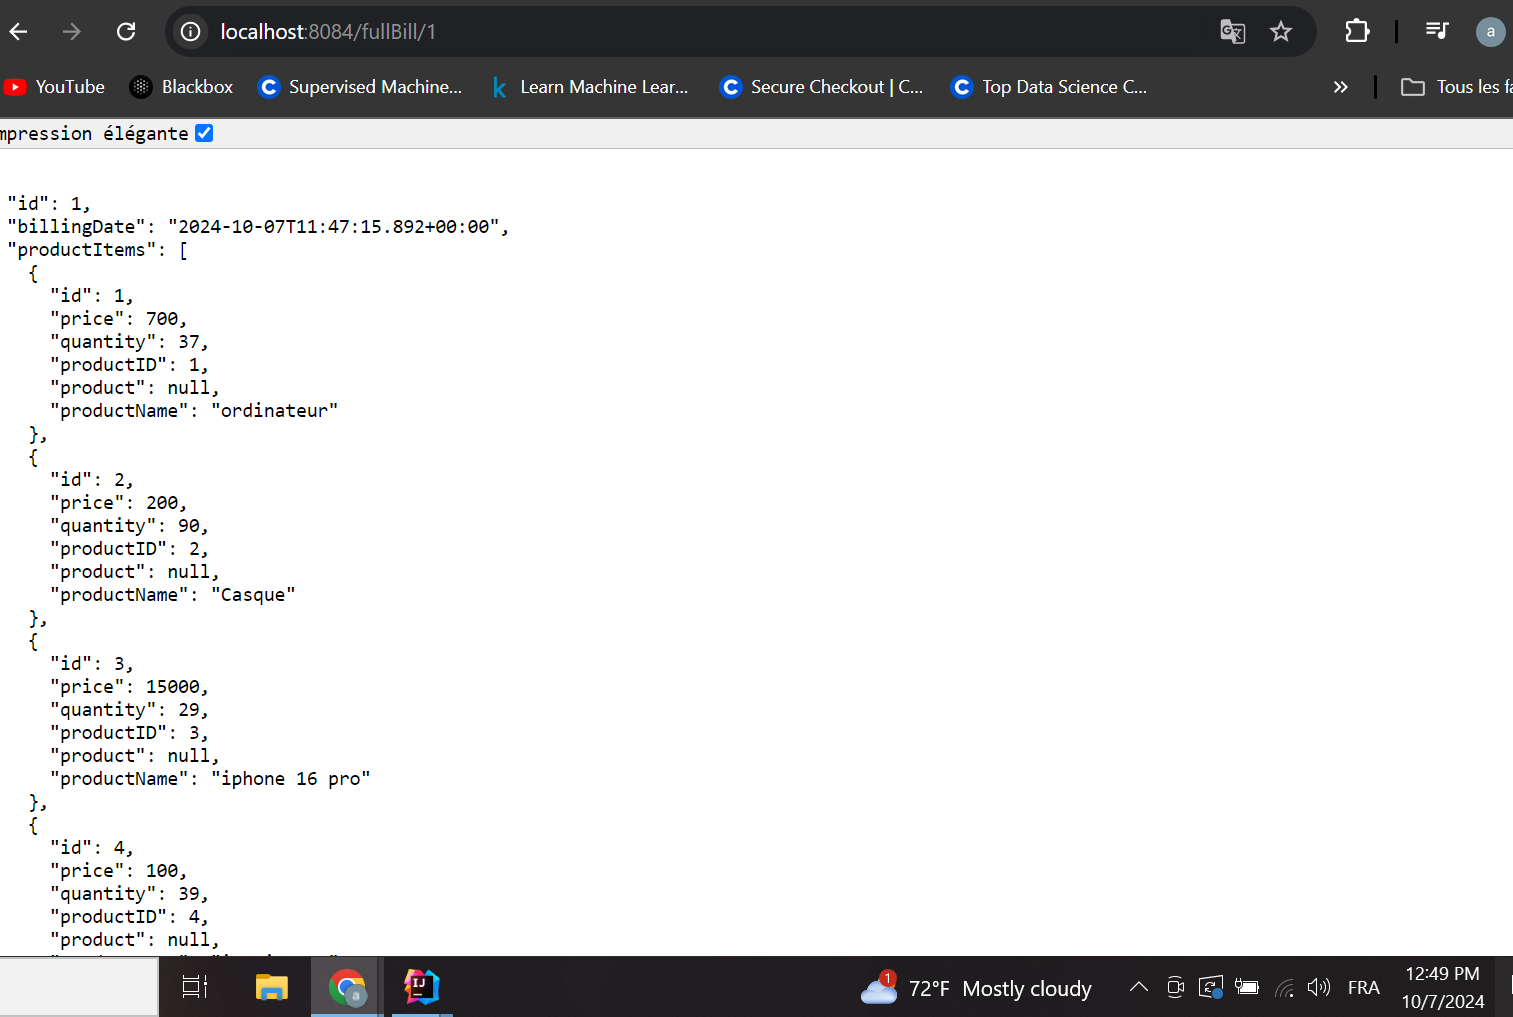 localhost:8084/fullBill/1
a
YouTube Blackbox Supervised Machine... Learn Machine Lear... Secure Checkout | C... Top Data Science C... » Tous les fa
mpression élégante
"id": 1,
"billingDate": "2024-10-07T11:47:15.892+00:00",
"productItems": [
{
"id": 1,
"price": 700,
"quantity": 37,
"productID": 1,
"product": null,
"productName": "ordinateur"
},
{
"id": 2,
"price": 200,
"quantity": 90,
"productID": 2,
"product": null,
"productName": "Casque"
},
{
"id": 3,
"price": 15000,
"quantity": 29,
"productID": 3,
"product": null,
"productName": "iphone 16 pro"
},
{
"id": 4,
"price": 100,
"quantity": 39,
"productID": 4,
"product": null,
1 72°F Mostly cloudy FRA 12:49 PM
10/7/2024